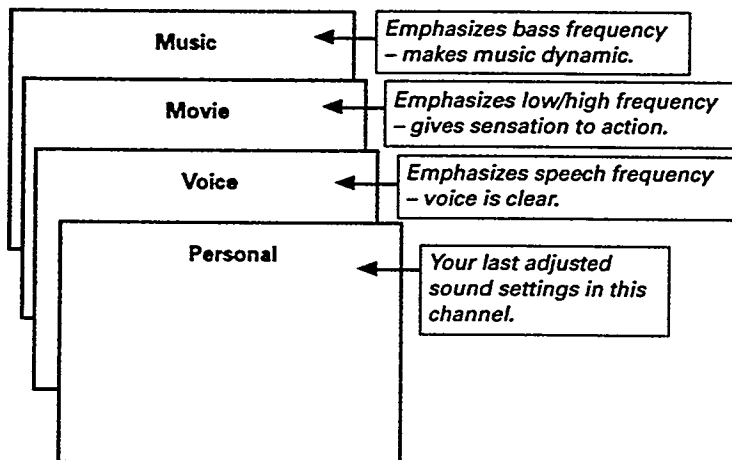 Music
Emphasizes bass frequency
– makes music dynamic.
Movie
Emphasizes low/high frequency
– gives sensation to action.
Voice
Emphasizes speech frequency
– voice is clear.
Personal
Your last adjusted
sound settings in this
channel.